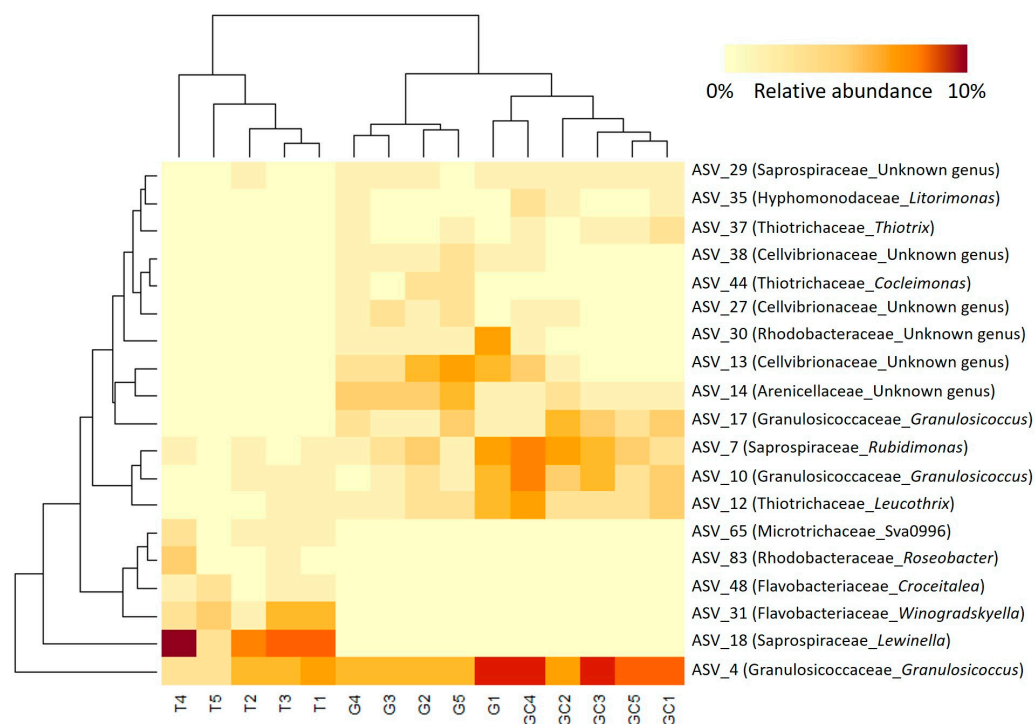 0% Relative abundance 10%
ASV_29 (Saprospiraceae_Unknown genus)
ASV_35 (Hyphomonodaceae_Litorimonas)
ASV_37 (Thiotrichaceae_Thiotrix)
ASV_38 (Cellvibrionaceae_Unknown genus)
ASV_44 (Thiotrichaceae_Cocleimonas)
ASV_27 (Cellvibrionaceae_Unknown genus)
ASV_30 (Rhodobacteraceae_Unknown genus)
ASV_13 (Cellvibrionaceae_Unknown genus)
ASV_14 (Arenicellaceae_Unknown genus)
ASV_17 (Granulosicoccaceae_Granulosicoccus)
ASV_7 (Saprospiraceae_Rubidimonas)
ASV_10 (Granulosicoccaceae_Granulosicoccus)
ASV_12 (Thiotrichaceae_Leucothrix)
ASV_65 (Microtrichaceae_Sva0996)
ASV_83 (Rhodobacteraceae_Roseobacter)
ASV_48 (Flavobacteriaceae_Croceitalea)
ASV_31 (Flavobacteriaceae_Winogradskyella)
ASV_18 (Saprospiraceae_Lewinella)
ASV_4 (Granulosicoccaceae_Granulosicoccus)
T4 T5 T2 T3 T1 G4 G3 G2 G5 G1 GC4 GC2 GC3 GC5 GC1